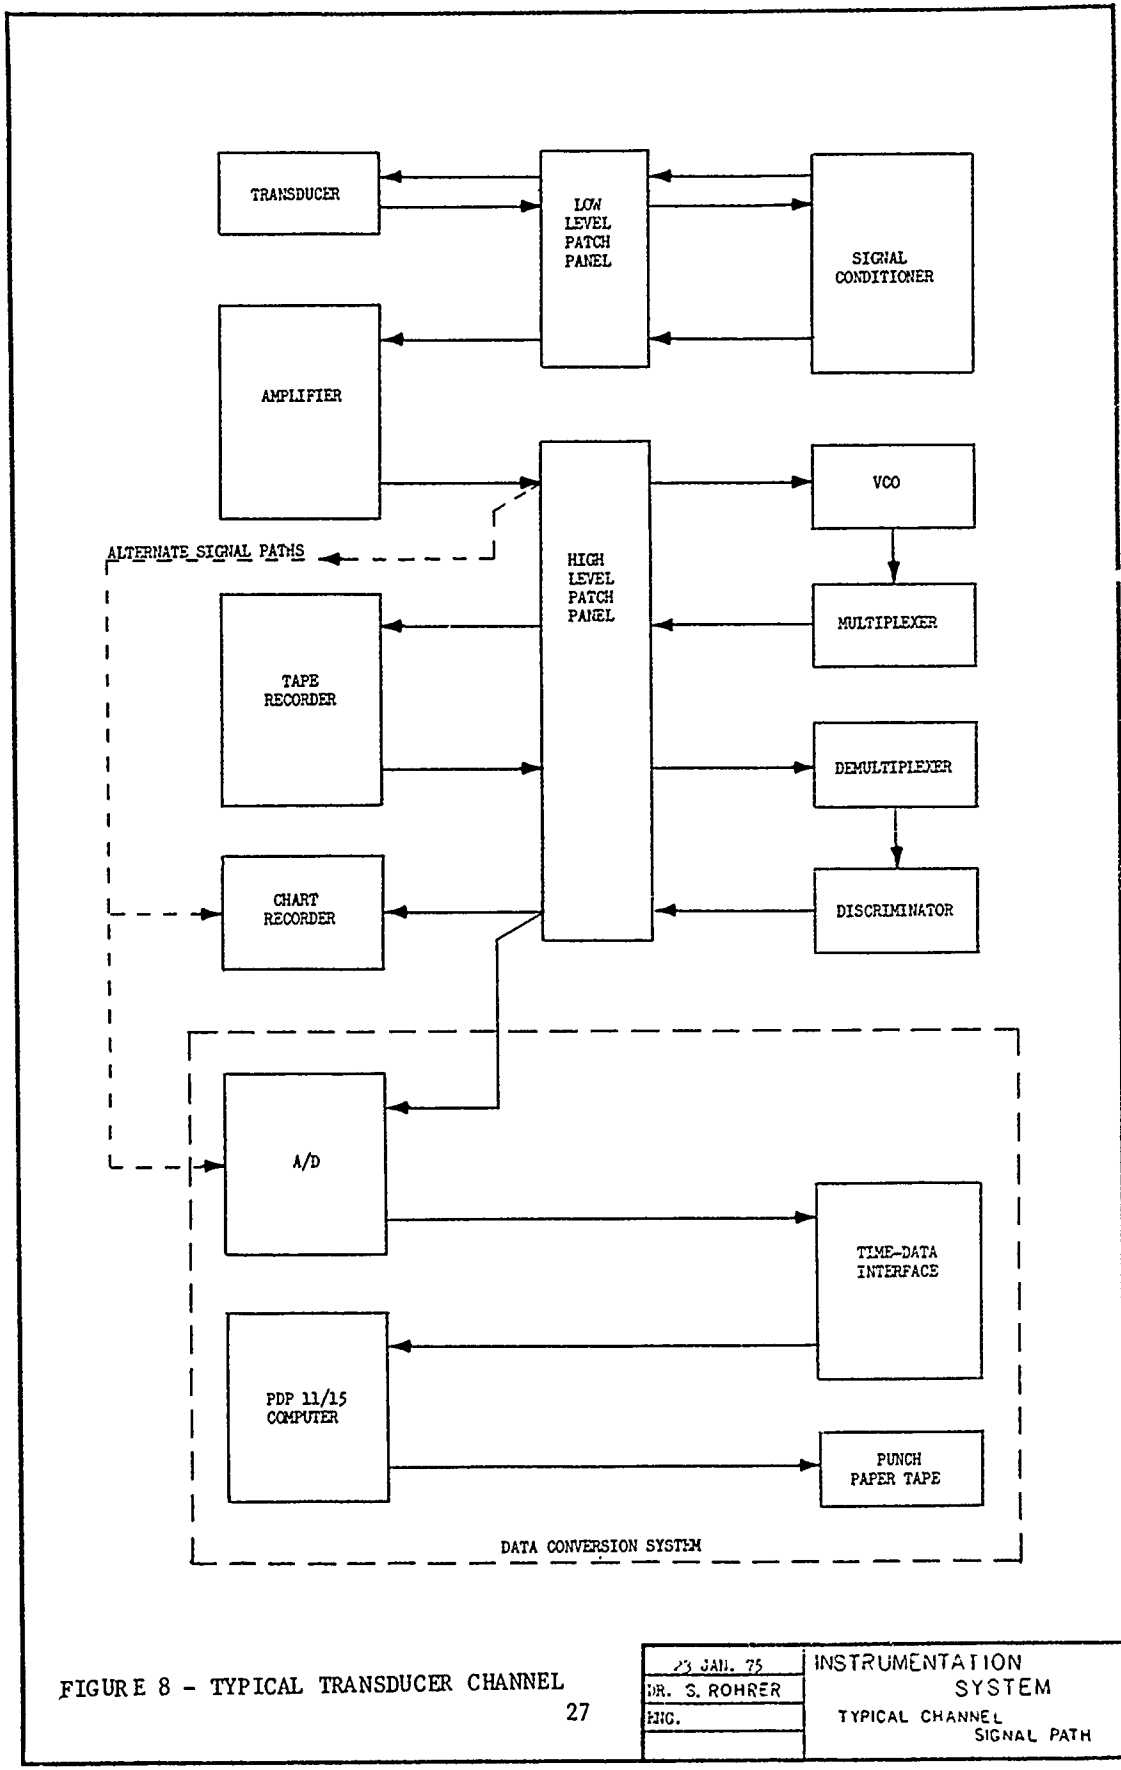 TRANSDUCER
LOW
LEVEL
PATCH
PANEL
SIGNAL
CONDITIONER
AMPLIFIER
VCO
ALTERNATE SIGNAL PATHS
HIGH
LEVEL
PATCH
PANEL
MULTIPLEXER
TAPE
RECORDER
DEMULTIPLEXER
CHART
RECORDER
DISCRIMINATOR
A/D
TIME-DATA
INTERFACE
PDP 11/15
COMPUTER
PUNCH
PAPER TAPE
DATA CONVERSION SYSTEM
FIGURE 8 - TYPICAL TRANSDUCER CHANNEL
27
23 JAN. 75
DR. S. ROHRER
ENG.
INSTRUMENTATION
SYSTEM
TYPICAL CHANNEL
SIGNAL PATH